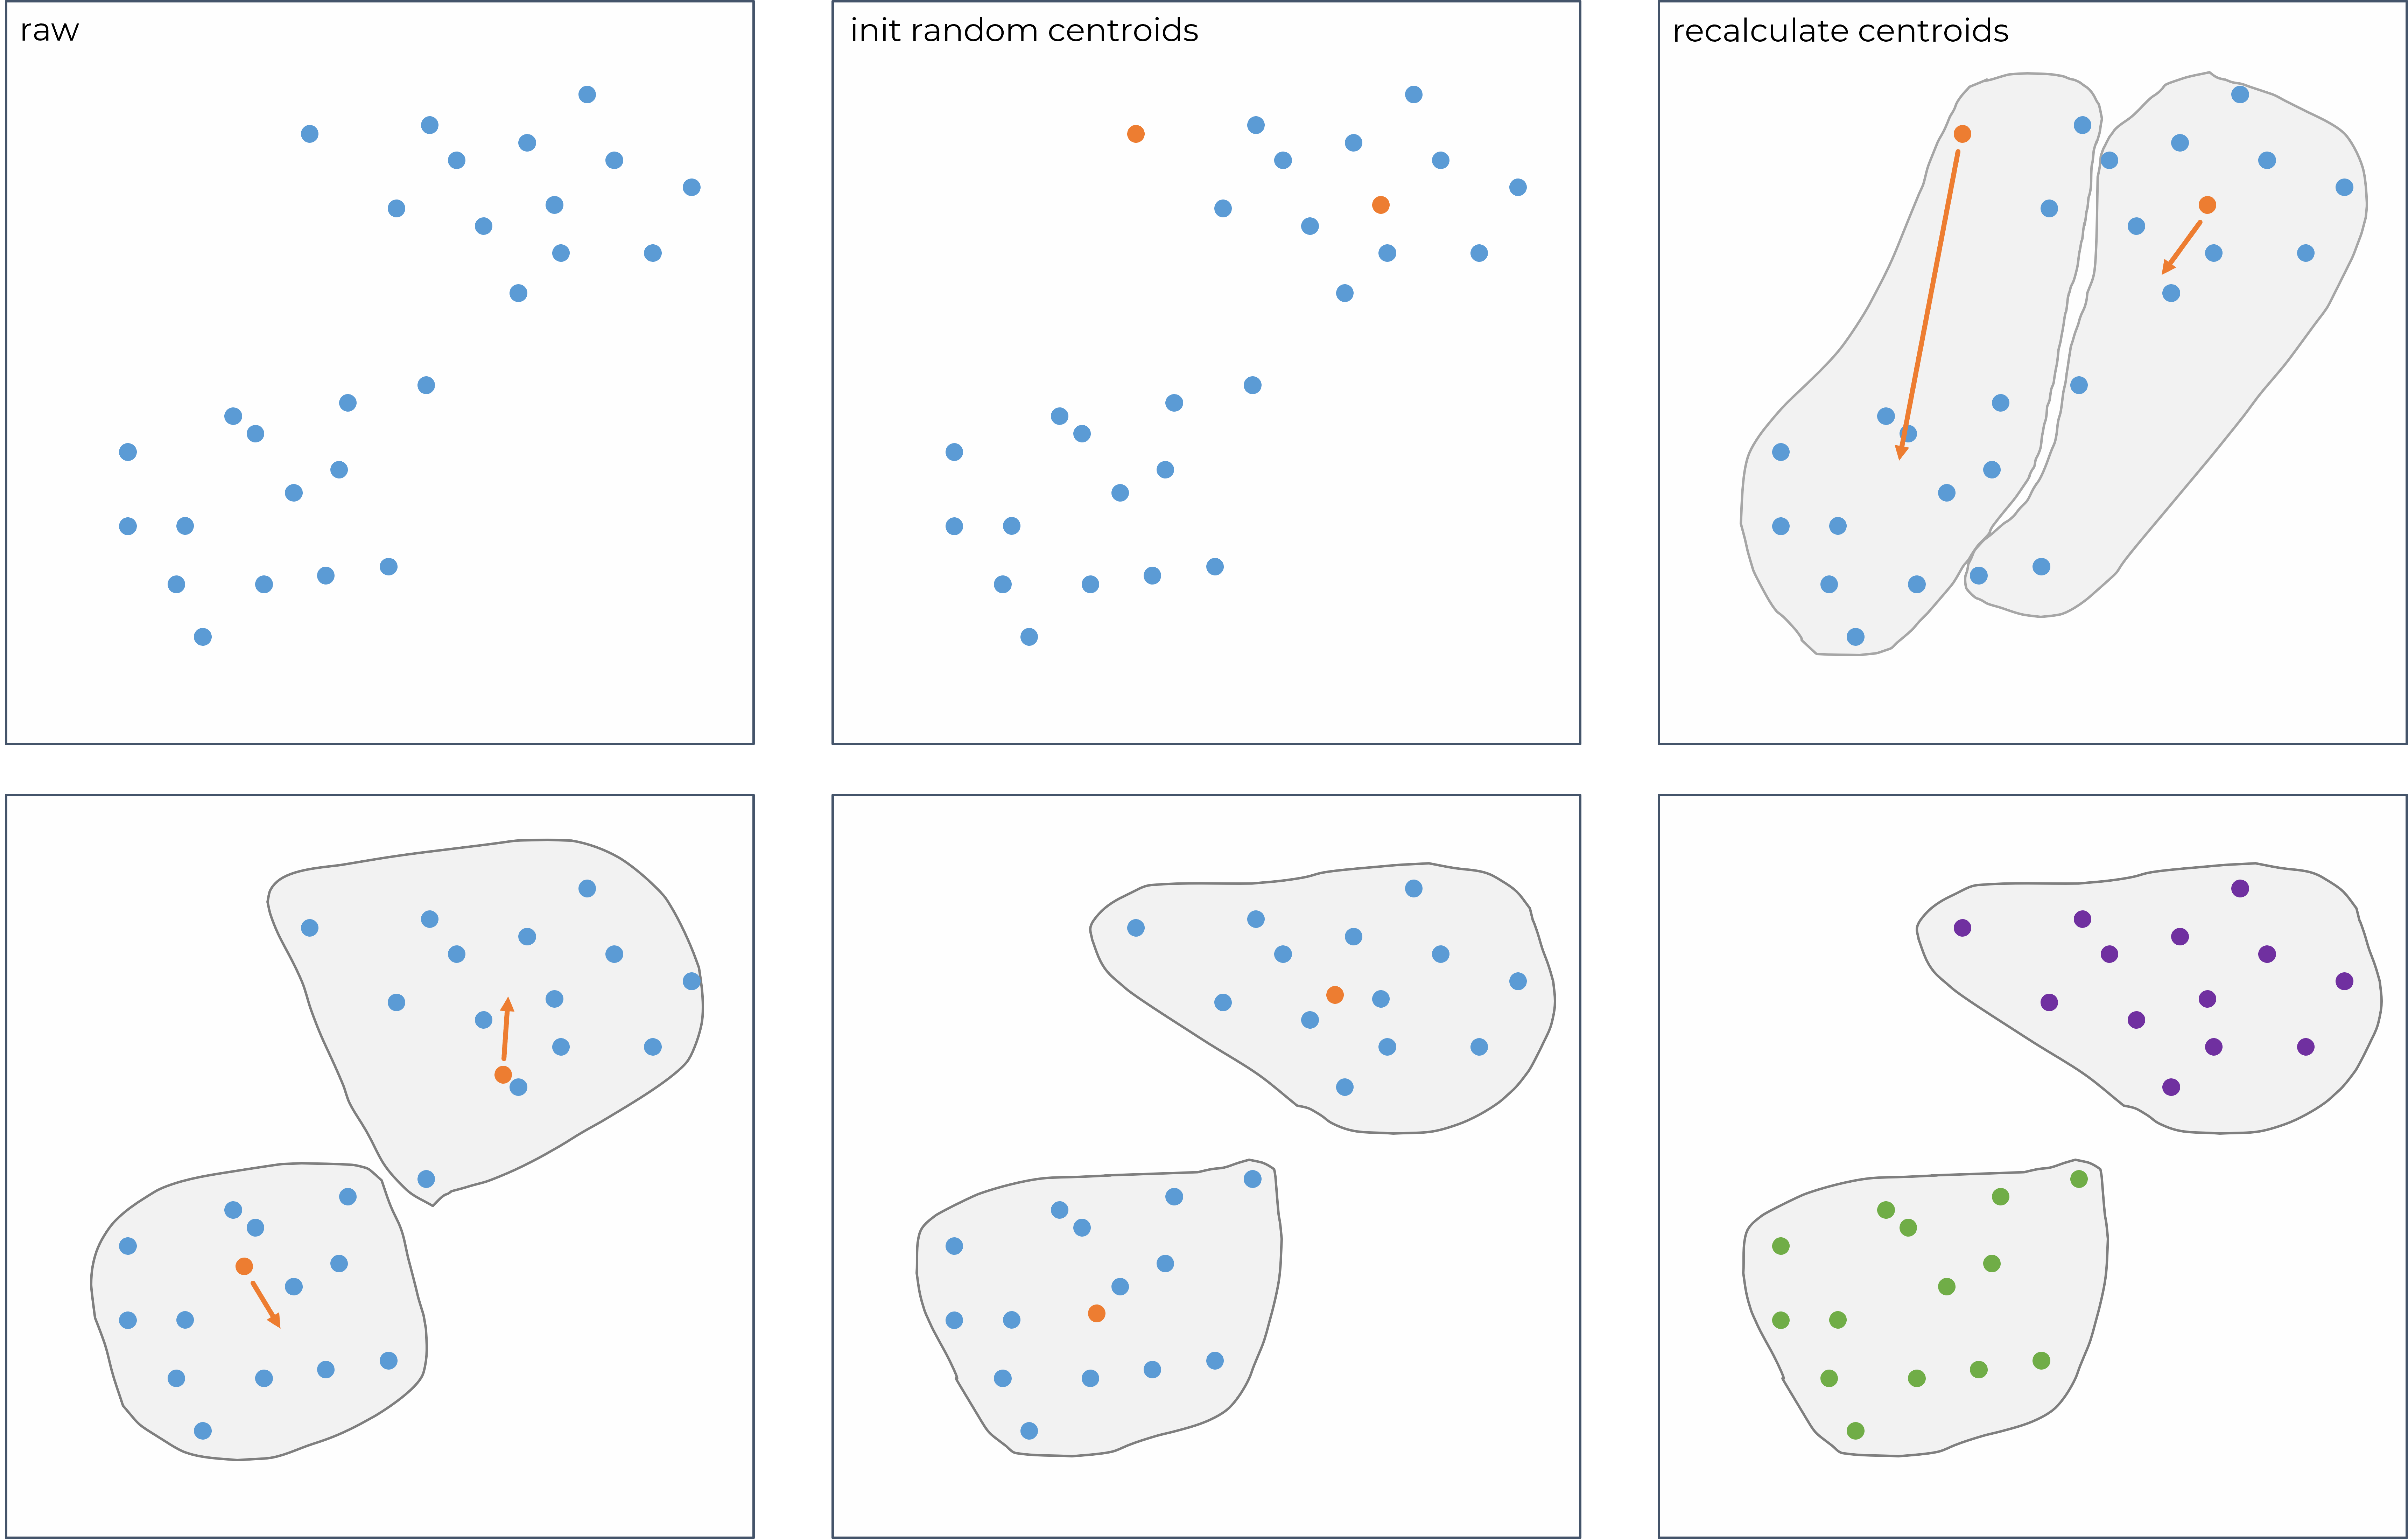 raw
init random centroids
recalculate centroids